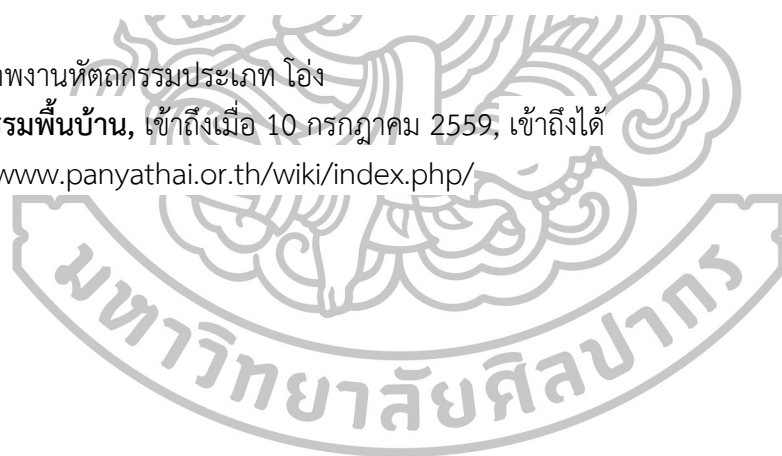 าพงานหัตถกรรมประเภท โอ่ง
รรมพื้นบ้าน, เข้าถึงเมื่อ 10 กรกฎาคม 2559, เข้าถึงได้
www.panyathai.or.th/wiki/index.php/
มหาวิทยาลัยศิลปากร